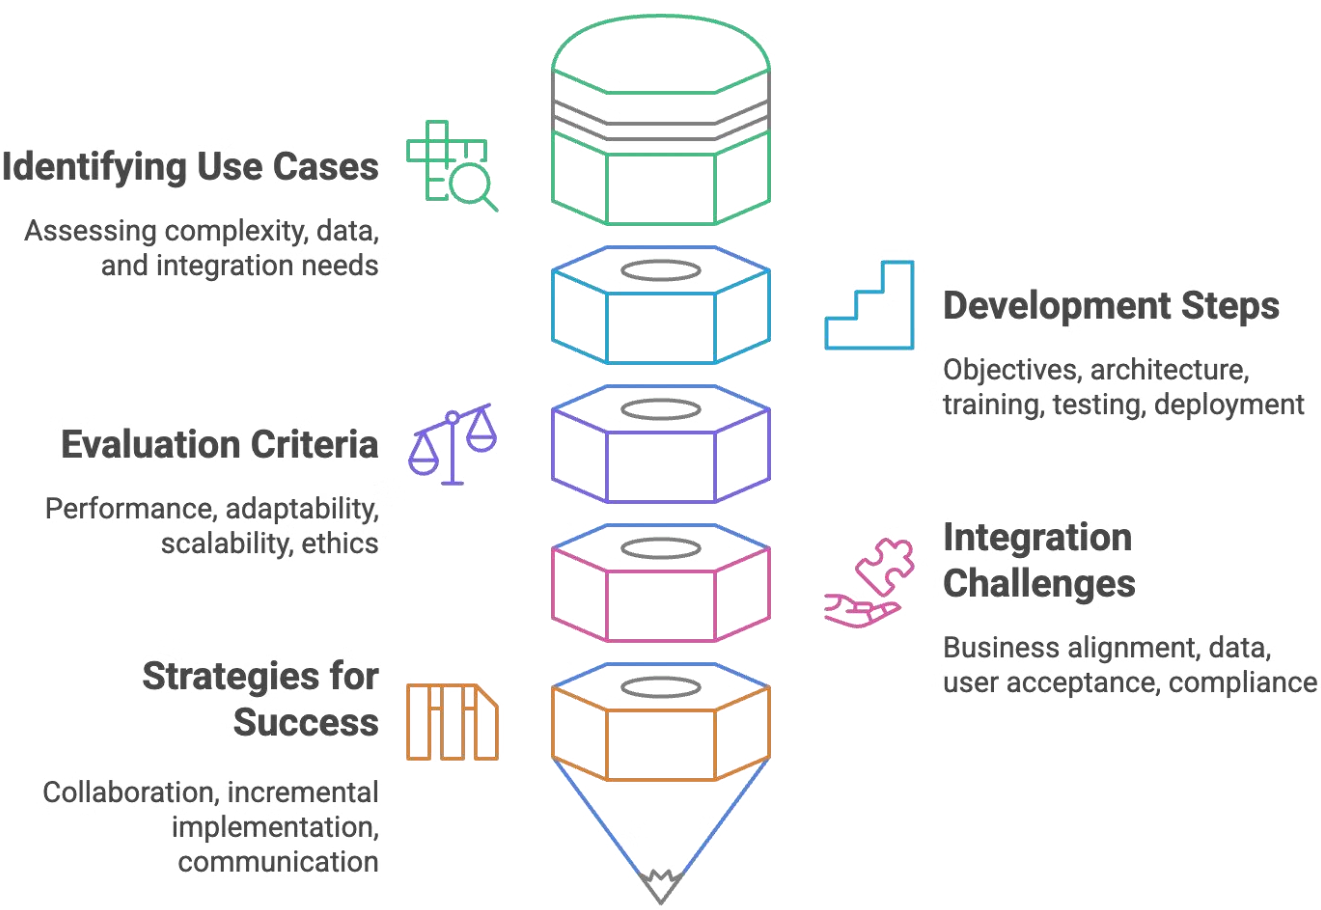 Identifying Use Cases
Assessing complexity, data,
and integration needs
Development Steps
Objectives, architecture,
training, testing, deployment
Evaluation Criteria
Performance, adaptability,
scalability, ethics
Integration
Challenges
Business alignment, data,
user acceptance, compliance
Strategies for
Success
Collaboration, incremental
implementation,
communication